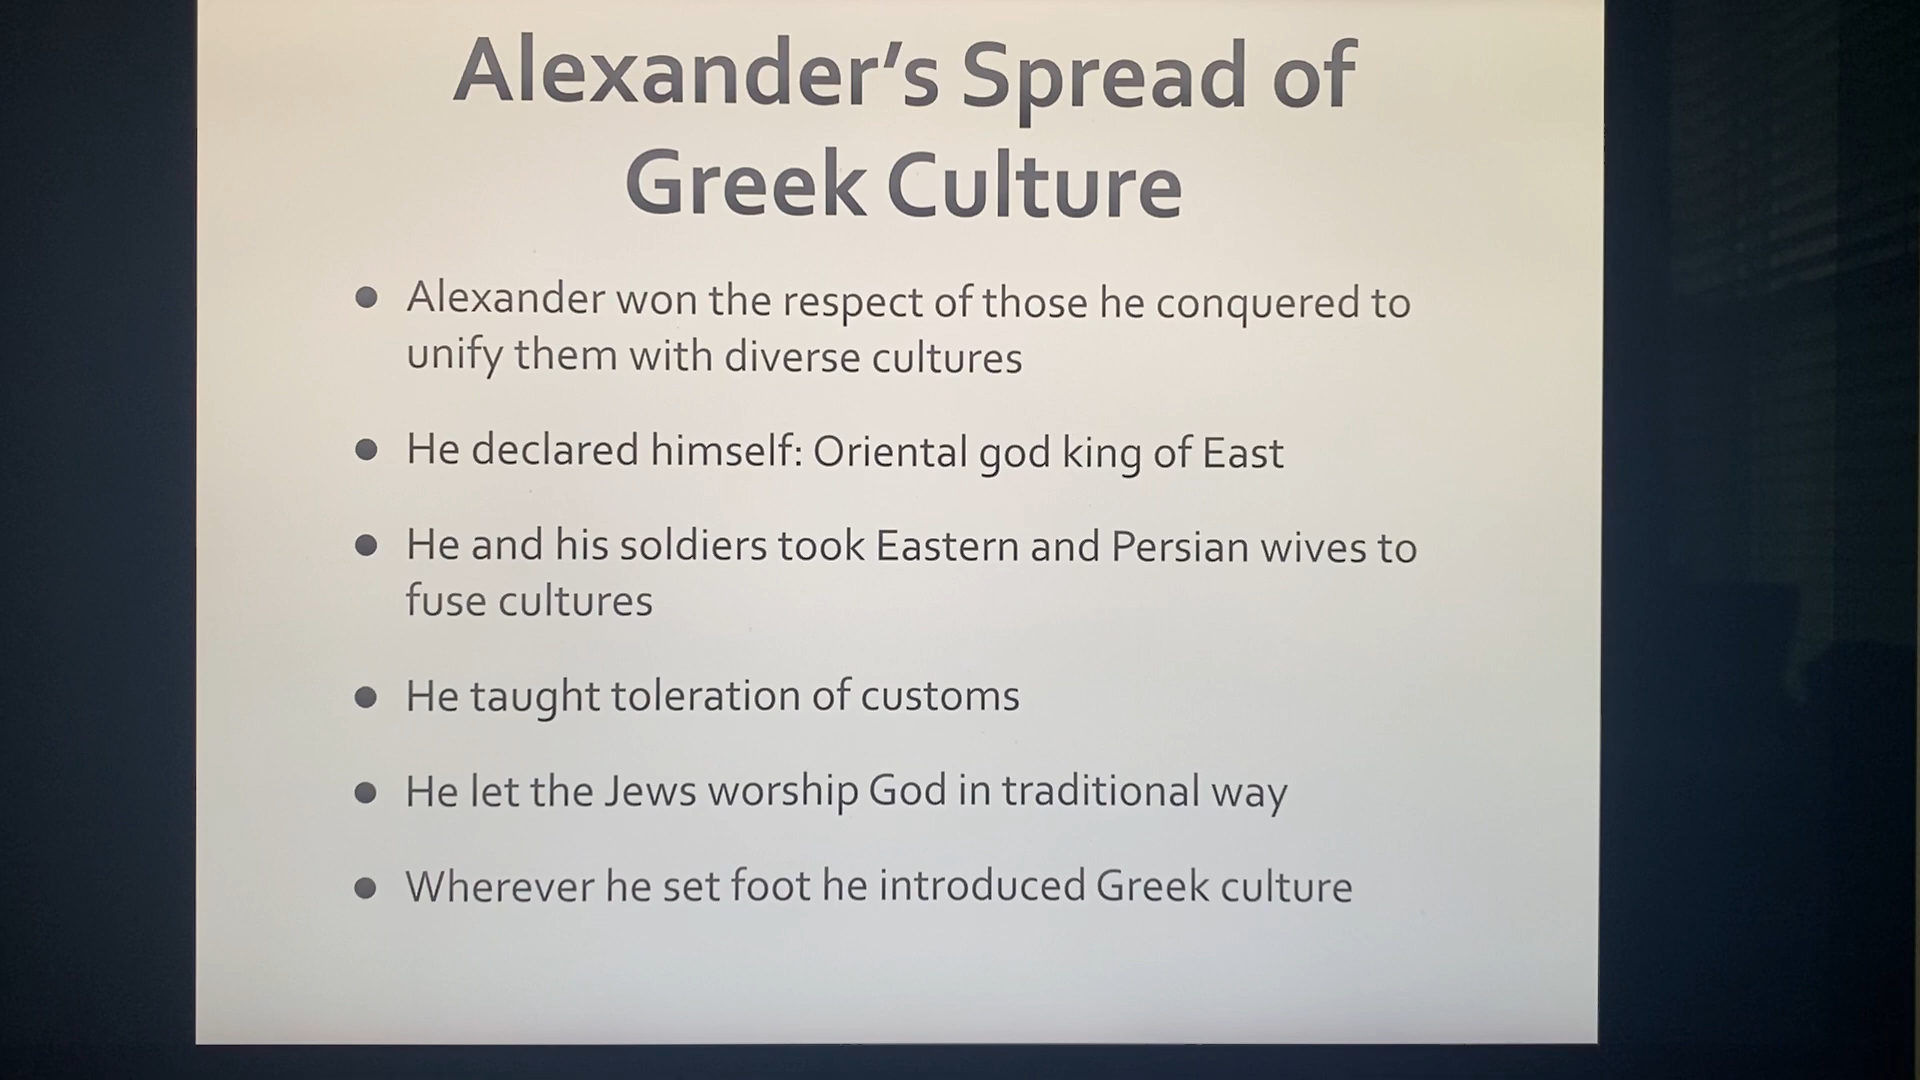 Alexander's Spread of
Greek Culture
● Alexander won the respect of those he conquered to
unify them with diverse cultures
● He declared himself: Oriental god king of East
● He and his soldiers took Eastern and Persian wives to
fuse cultures
● He taught toleration of customs
● He let the Jews worship God in traditional way
● Wherever he set foot he introduced Greek culture